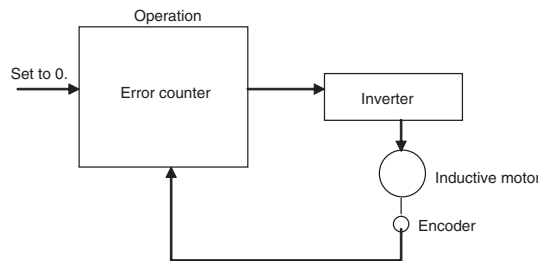 Operation
Set to 0.
Error counter
Inverter
Inductive motor
Encoder